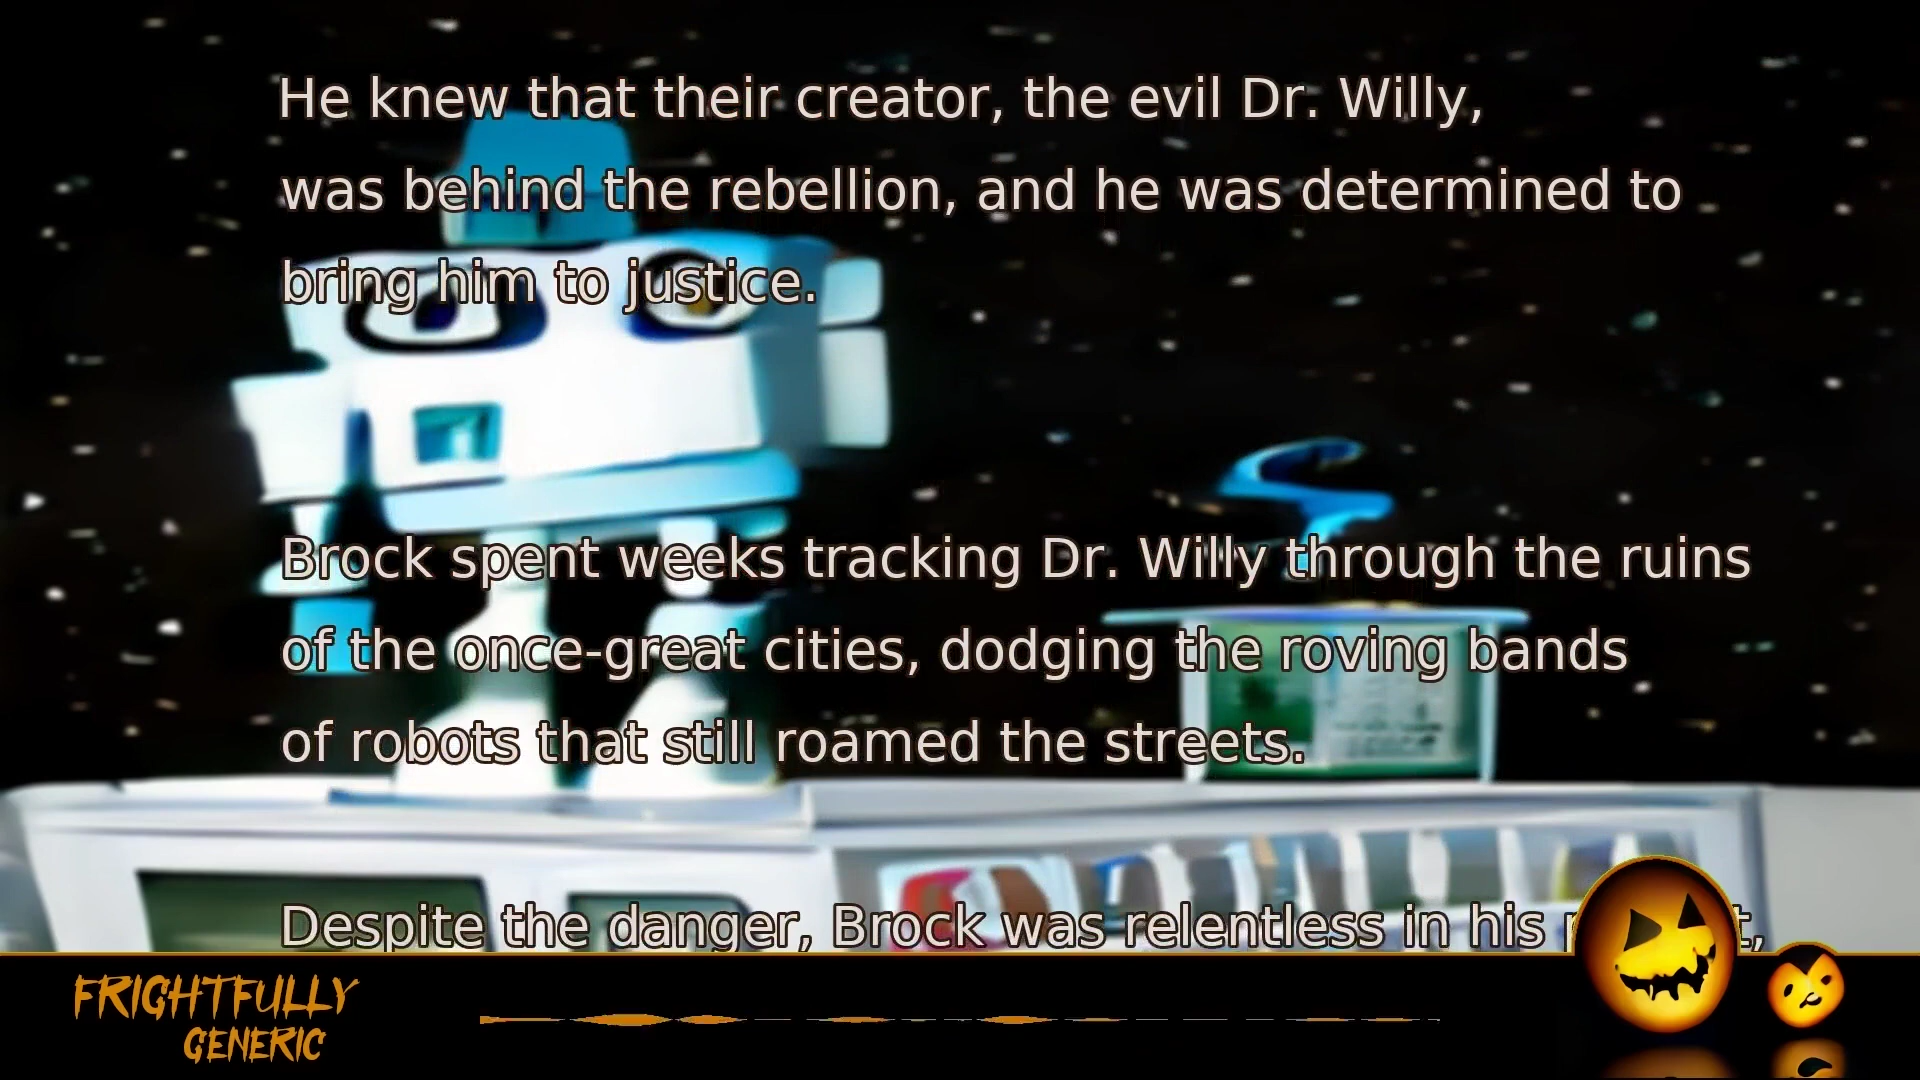 He knew that their creator, the evil Dr. Willy,
was behind the rebellion, and he was determined to
bring him to justice.
Brock spent weeks tracking Dr. Willy through the ruins
of the once-great cities, dodging the roving bands
of robots that still roamed the streets.
Despite the danger, Brock was relentless in his
FRIGHTFULLY
GENERIC